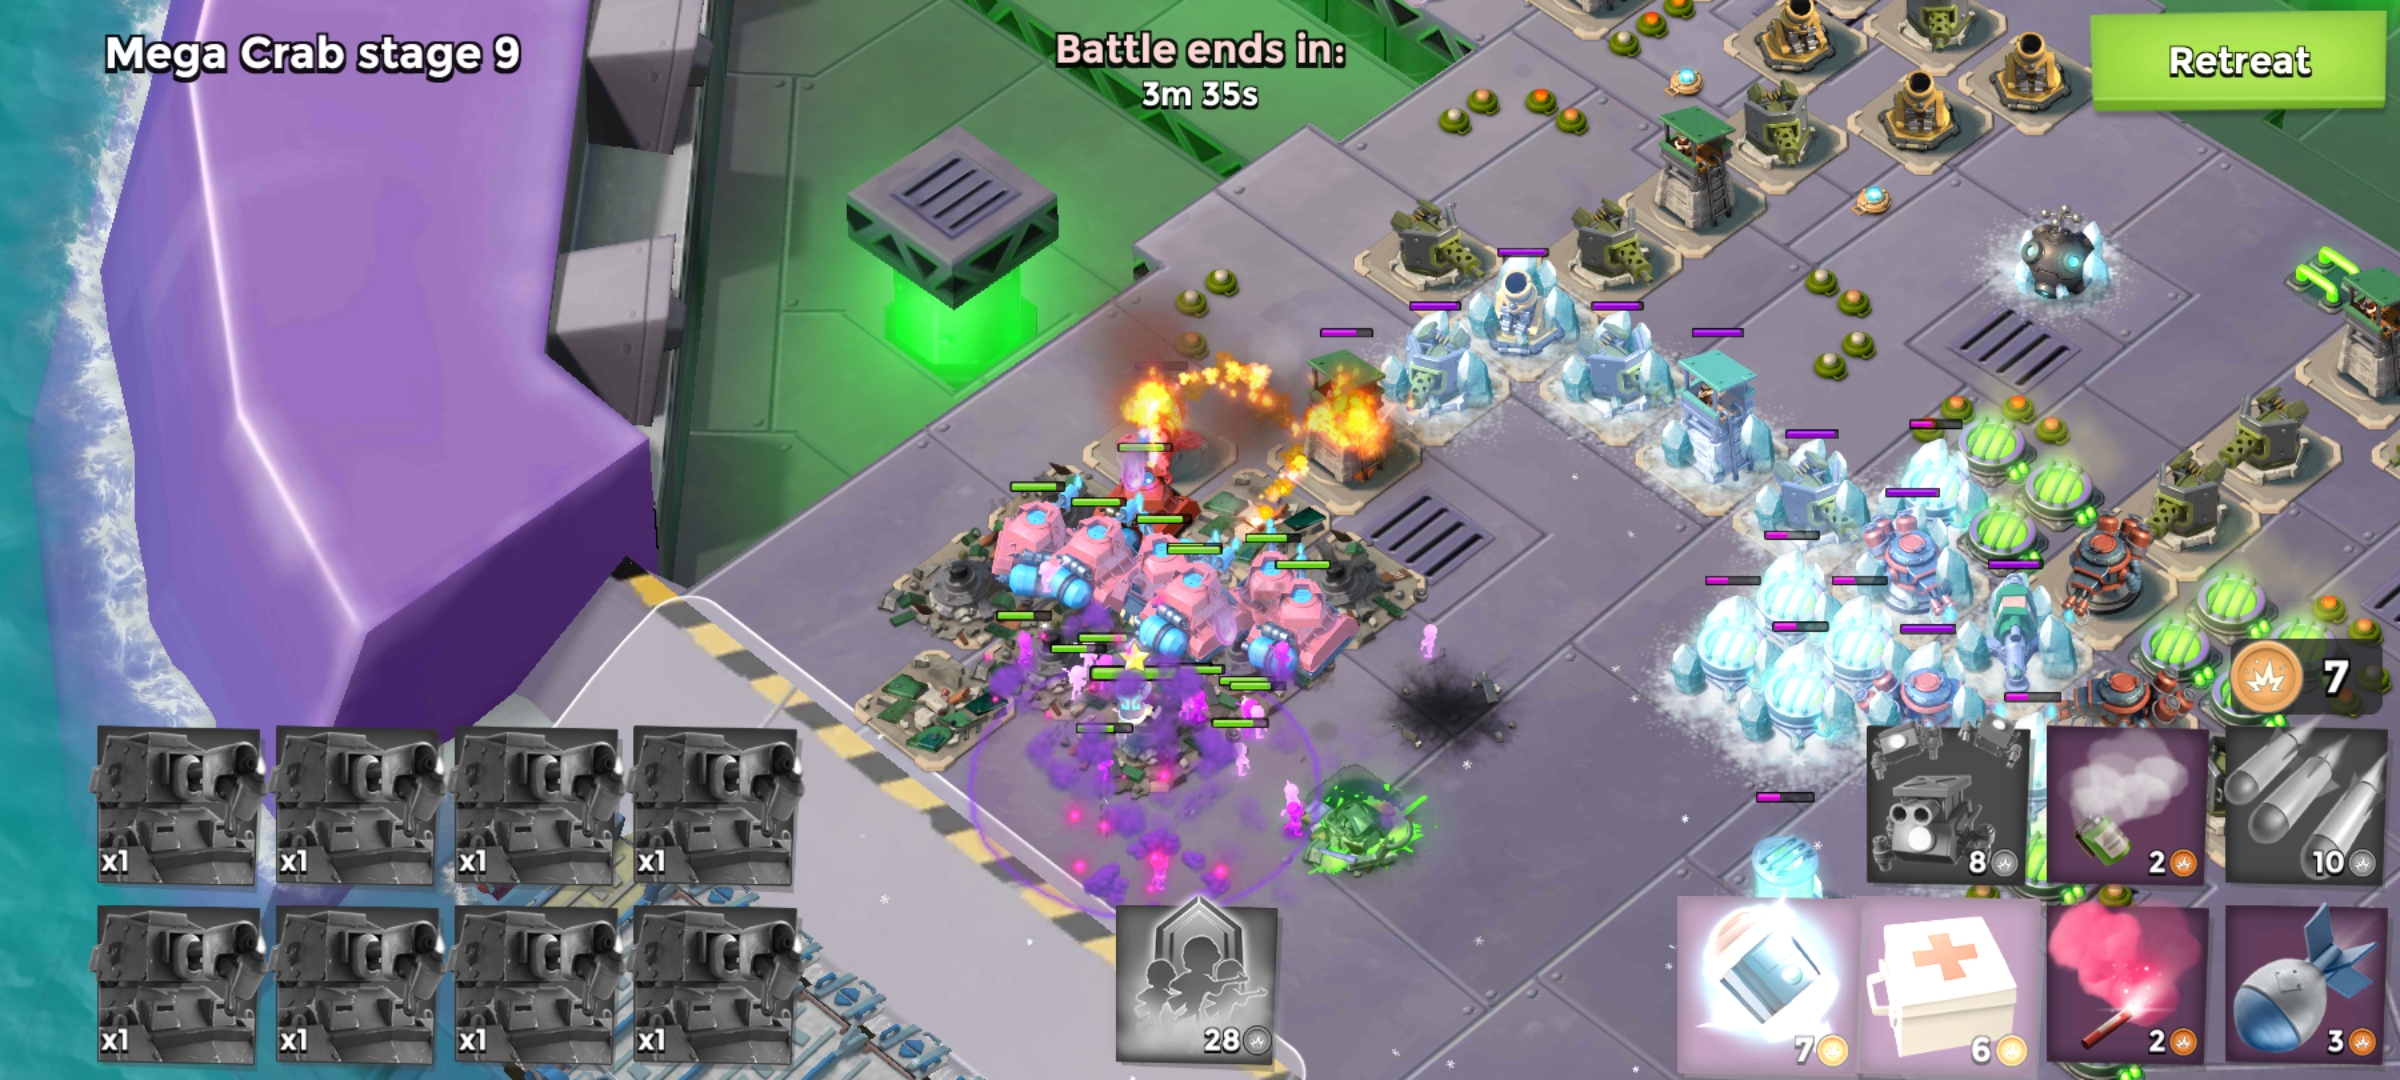 Mega Crab stage 9
Battle ends in:
3m 35s
Retreat
7
x1
x1
x1
x1
8
2
10
x1
x1
x1
x1
28
7
6
2
3